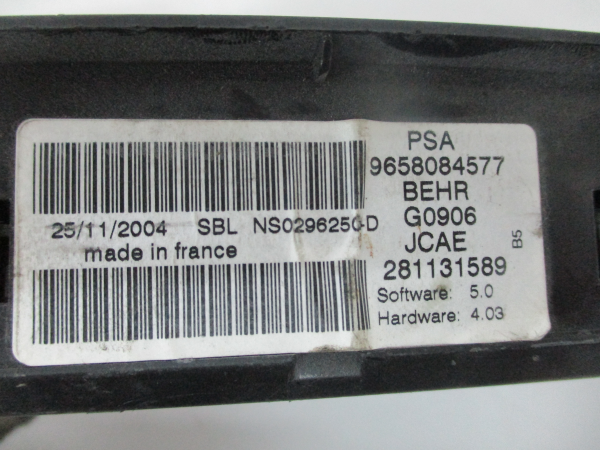 25/11/2004 SBL NS0296250-D
made in france
PSA
9658084577
BEHR
G0906
JCAE
281131589
Software: 5.0
Hardware: 4.03
B5